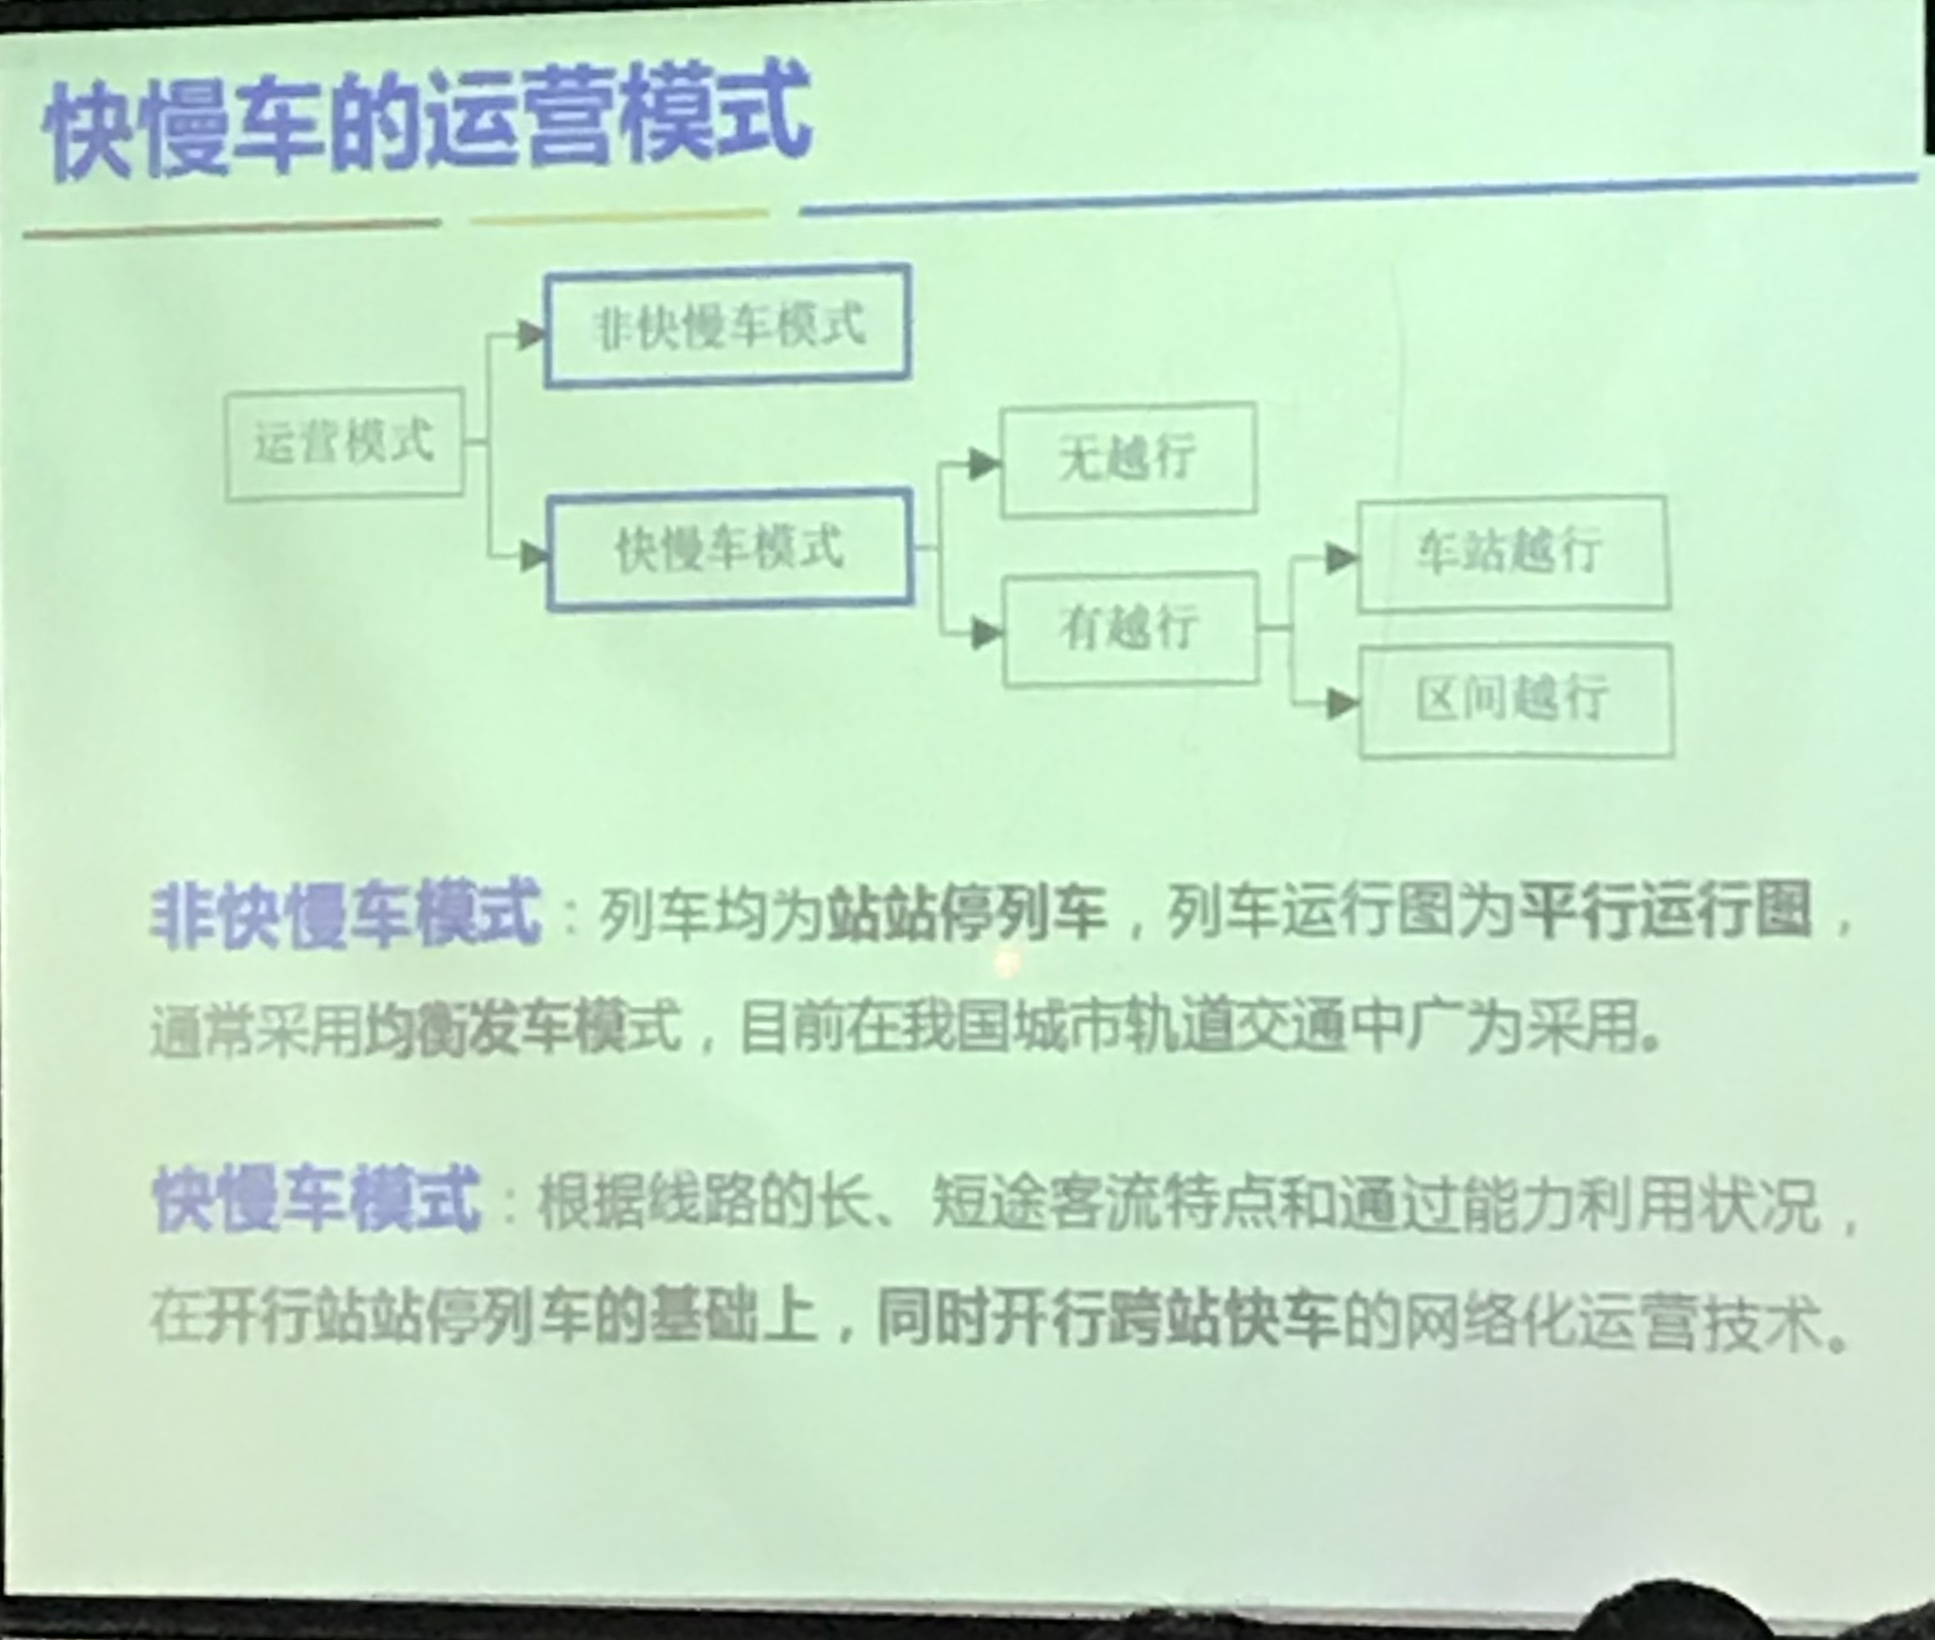 快慢车的运营模式
非快慢车模式
运营模式
无越行
快慢车模式
车站越行
有越行
区间越行
非快慢车模式：列车均为站站停列车，列车运行图为平行运行图，
通常采用均衡发车模式，目前在我国城市轨道交通中广为采用。
快慢车模式：根据线路的长、短途客流特点和通过能力利用状况，
在开行站站停列车的基础上，同时开行跨站快车的网络化运营技术。